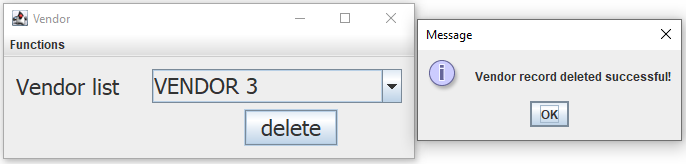 Vendor
Functions
Vendor list
VENDOR 3
delete
Message
Vendor record deleted successful!
OK